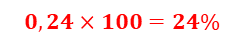 0,24 × 100 = 24%